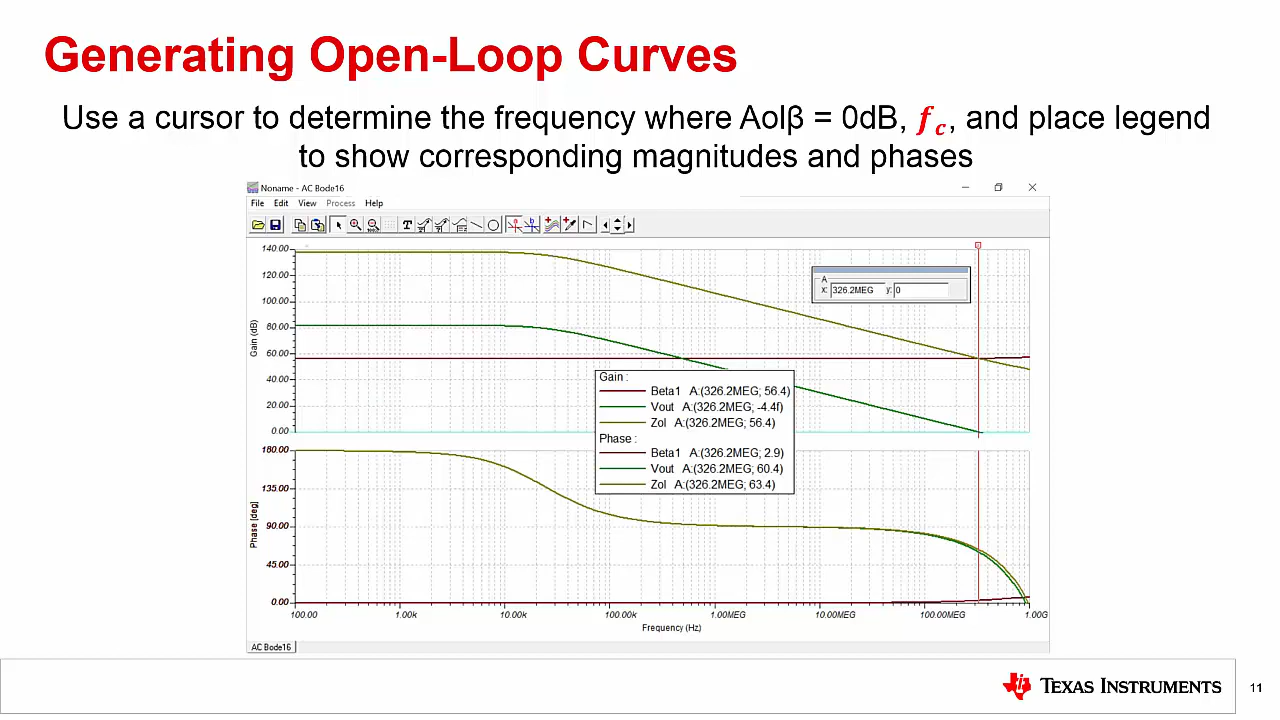 Generating Open-Loop Curves
Use a cursor to determine the frequency where Aolβ = 0dB, fc, and place legend
to show corresponding magnitudes and phases
Noname - AC Bode16
File Edit View Process Help
T
a b
140.00
120.00
100.00
80.00
60.00
40.00
20.00
0.00
Gain (dB)
a
A
x: 326.2MEG y: 0
Gain :
Beta1 A:(326.2MEG; 56.4)
Vout A:(326.2MEG; -4.4f)
Zol A:(326.2MEG; 56.4)
Phase :
Beta1 A:(326.2MEG; 2.9)
Vout A:(326.2MEG; 60.4)
Zol A:(326.2MEG; 63.4)
180.00
135.00
90.00
45.00
0.00
Phase [deg]
100.00 1.00k 10.00k 100.00k 1.00MEG 10.00MEG 100.00MEG 1.00G
Frequency (Hz)
AC Bode16
TEXAS INSTRUMENTS
11